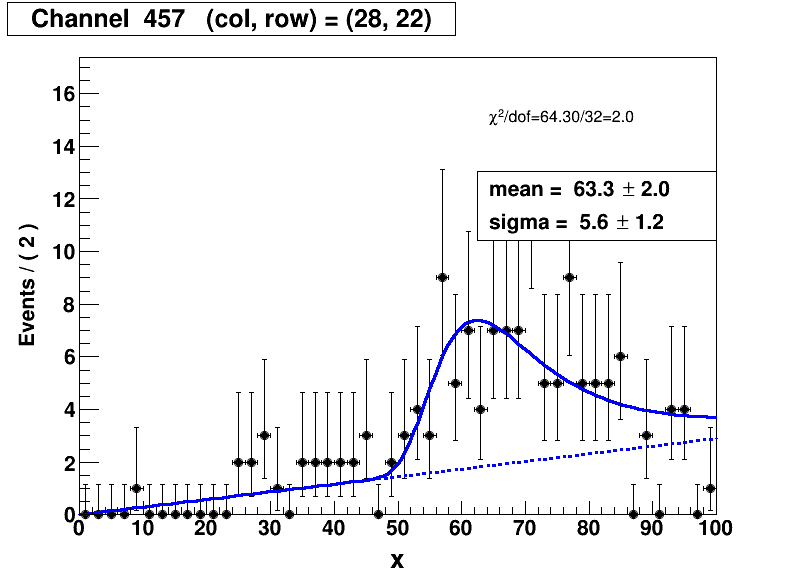 Channel 457 (col, row) = (28, 22)
χ²/dof=64.30/32=2.0
mean = 63.3 ± 2.0
sigma = 5.6 ± 1.2
Events / ( 2 )
16
14
12
10
8
6
4
2
0
0 10 20 30 40 50 60 70 80 90 100
x